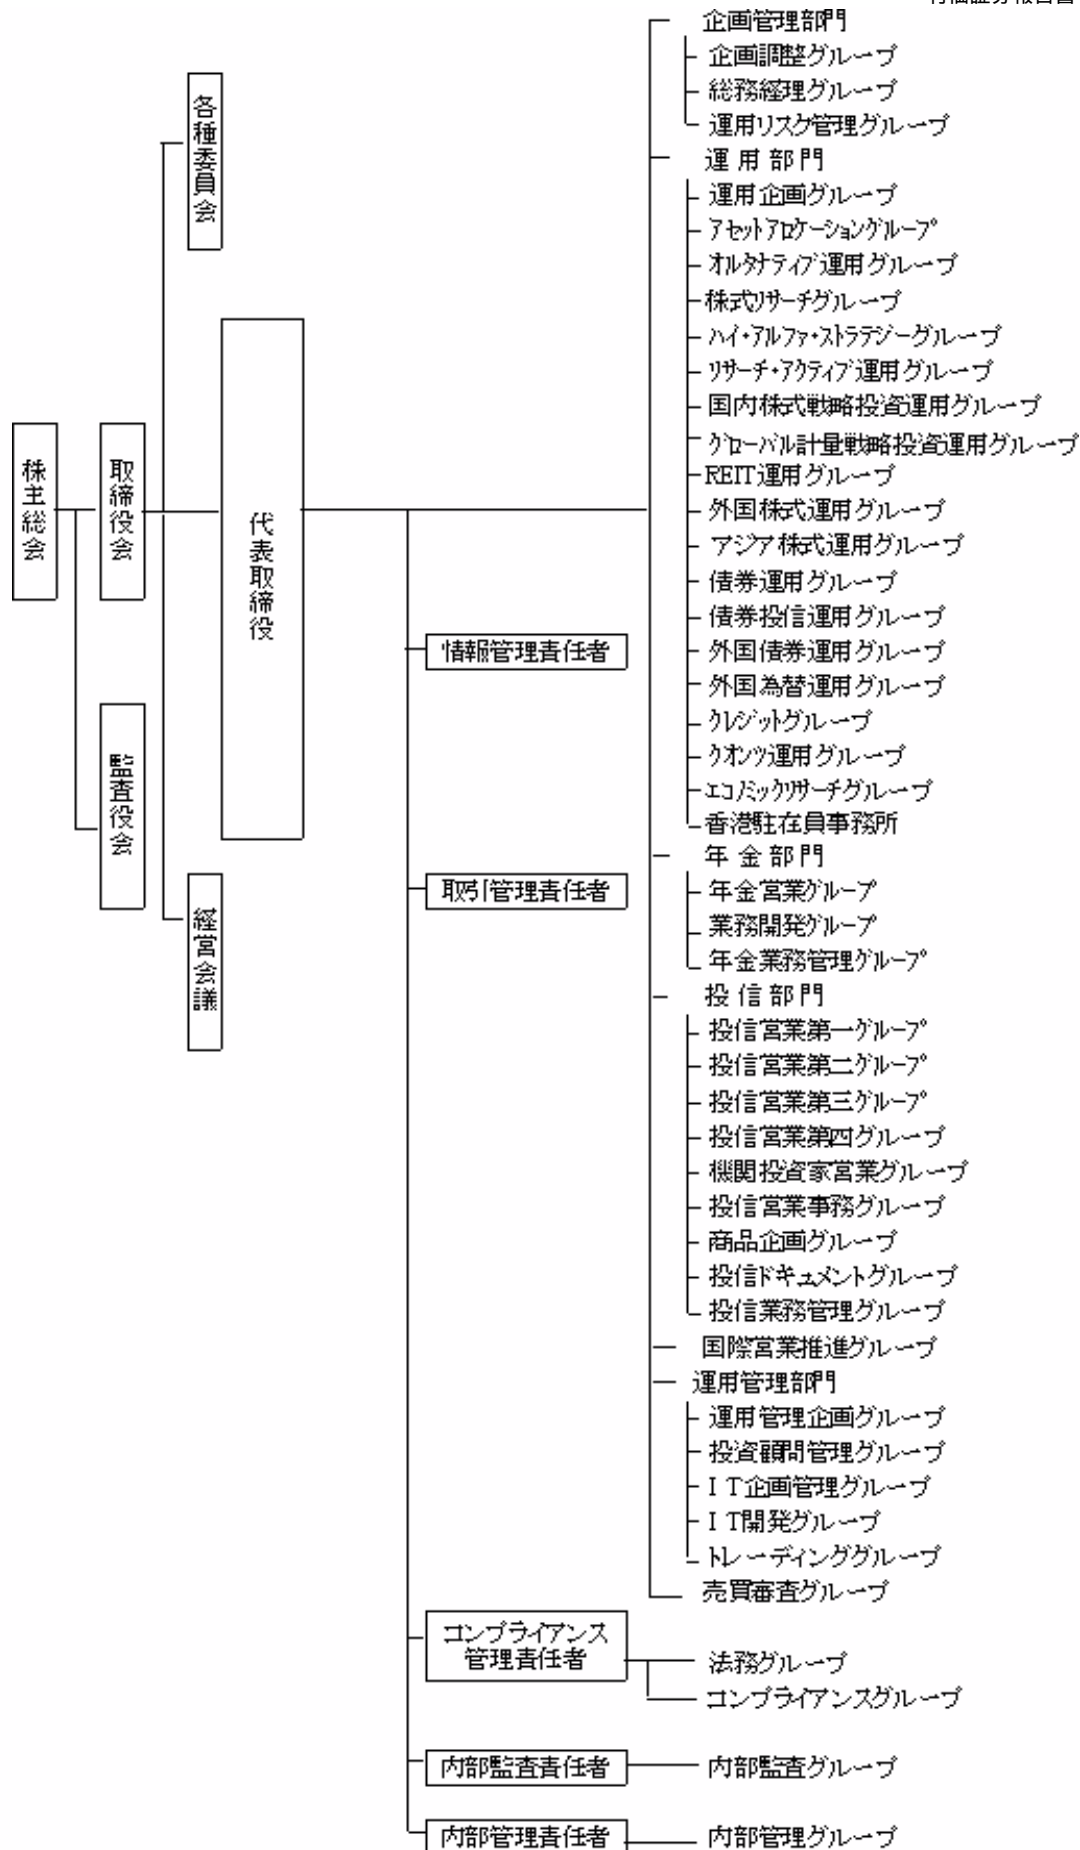 企画管理部門
企画調整グループ
総務経理グループ
運用リスク管理グループ
運用部門
運用企画グループ
アセットアロケーショングループ
オルタナティブ運用グループ
株式リサーチグループ
ハイ・アルファ・ストラテジーグループ
リサーチ・アクティブ運用グループ
国内株式戦略投資運用グループ
グローバル計量戦略投資運用グループ
REIT運用グループ
外国株式運用グループ
アジア株式運用グループ
債券運用グループ
債券投信運用グループ
外国債券運用グループ
外国為替運用グループ
クレジットグループ
クオンツ運用グループ
エコノミックリサーチグループ
香港駐在員事務所
年金部門
年金営業グループ
業務開発グループ
年金業務管理グループ
投信部門
投信営業第一グループ
投信営業第二グループ
投信営業第三グループ
投信営業第四グループ
機関投資家営業グループ
投信営業事務グループ
商品企画グループ
投信ドキュメントグループ
投信業務管理グループ
国際営業推進グループ
運用管理部門
運用管理企画グループ
投資顧問管理グループ
IT企画管理グループ
IT開発グループ
トレーディンググループ
売買審査グループ
株主総会
取締役会
監査役会
各種委員会
代表取締役
経営会議
情報管理責任者
取引管理責任者
コンプライアンス
管理責任者
法務グループ
コンプライアンスグループ
内部監査責任者
内部監査グループ
内部管理責任者
内部管理グループ